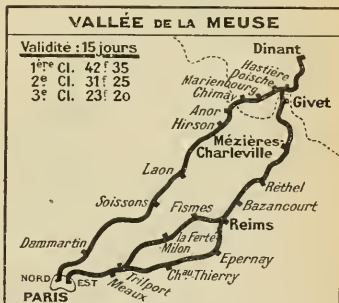 VALLÉE DE LA MEUSE
Validité : 15 jours
1ère Cl. 42f 35
2e Cl. 31f 25
3e Cl. 23f 20
Dinant
Hastière
Doische
Marienbourg
Chimay
Givet
Anor
Hirson
Mézières
Charleville
Laon
Réthel
Soissons
Bazancourt
Fismes
Reims
la Ferté
Milon
Dammartin
Epernay
Chau Thierry
Trilport
Meaux
NORD
EST
PARIS